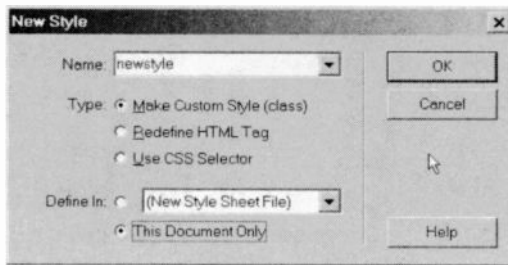 New Style
Name: newstyle
OK
Type: Make Custom Style (class)
Cancel
Redefine HTML Tag
Use CSS Selector
Define In: (New Style Sheet File)
This Document Only
Help